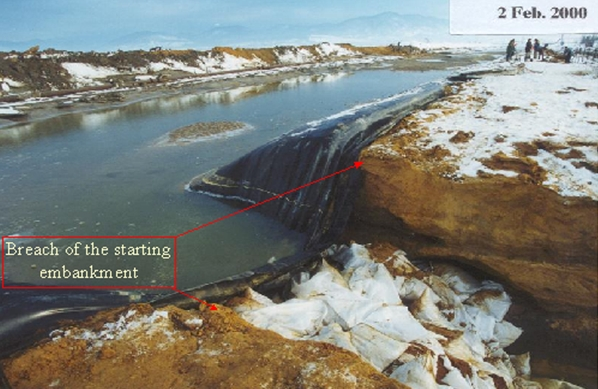 2 Feb. 2000
Breach of the starting
embankment